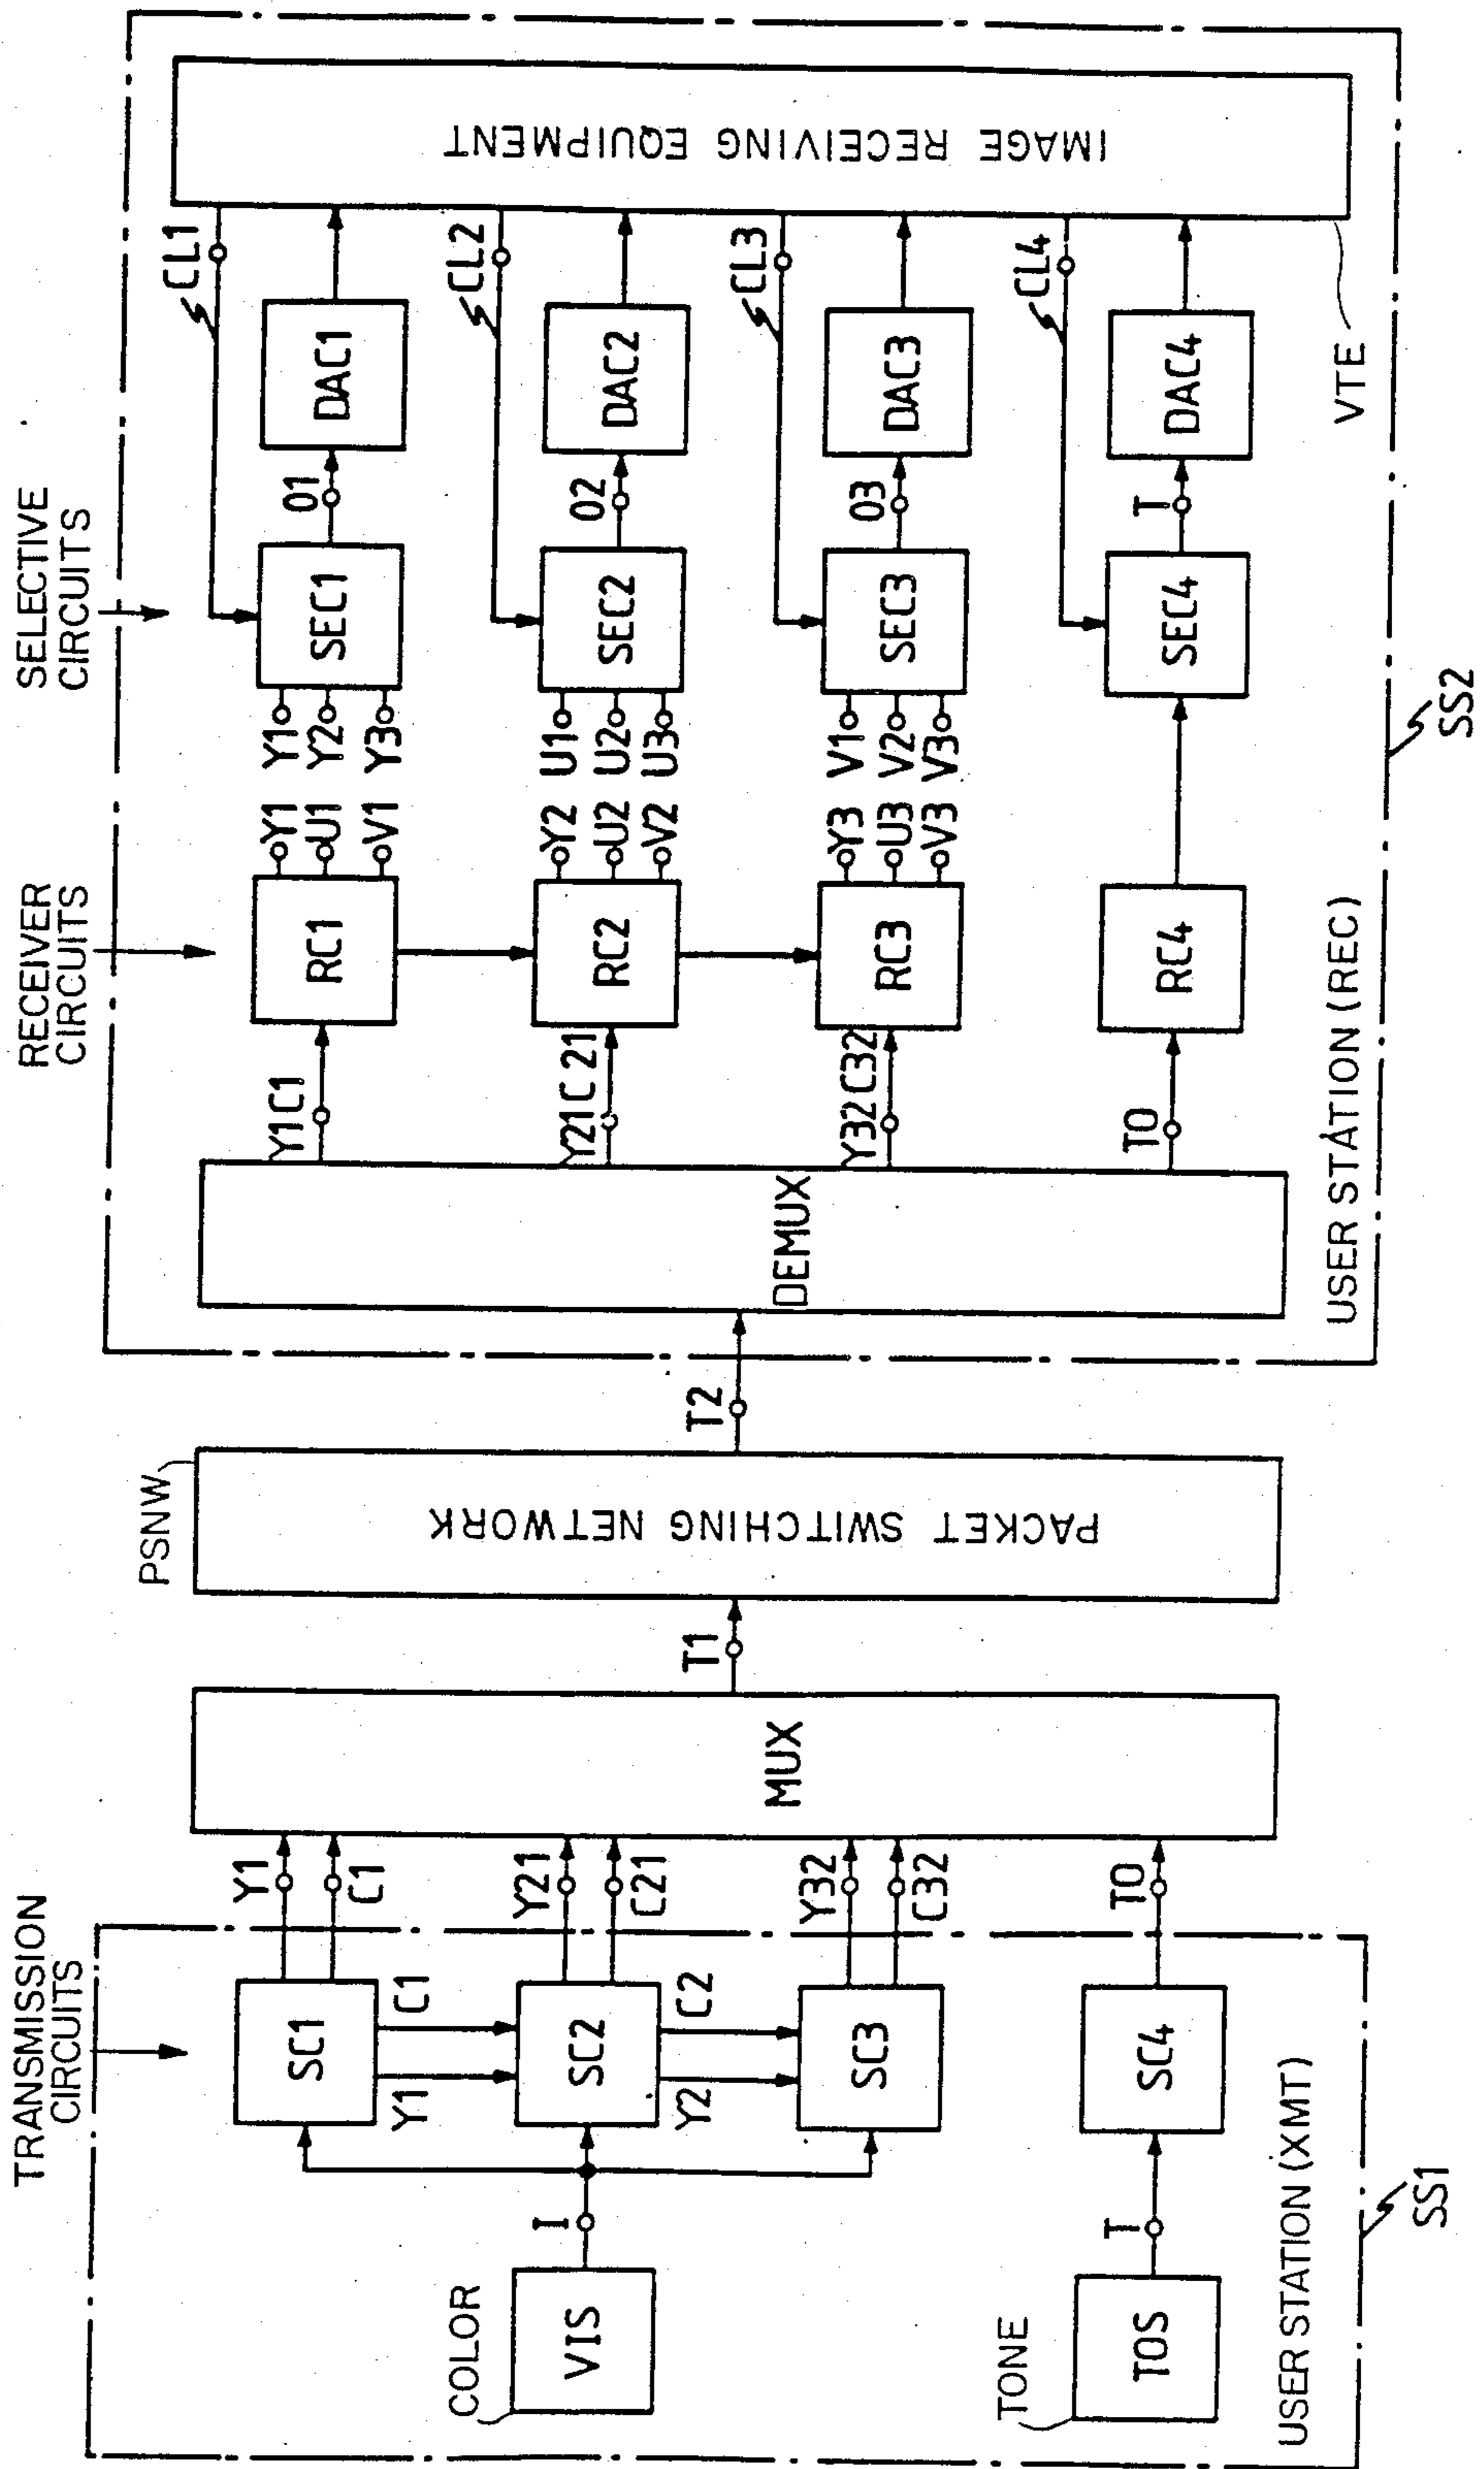 TRANSMISSION
CIRCUITS
COLOR
VIS
I
TONE
TOS
T
SC1
Y1
C1
SC2
Y2
C2
SC3
SC4
USER STATION (XMT)
SS1
Y1
C1
Y21
C21
Y32
C32
TO
MUX
T1
PSNW
PACKET SWITCHING NETWORK
T2
DEMUX
RECEIVER
CIRCUITS
SELECTIVE
CIRCUITS
Y1C1
RC1
Y1
U1
V1
Y1
Y2
Y3
SEC1
O1
DAC1
CL1
Y21C21
RC2
Y2
U2
V2
U1
U2
U3
SEC2
O2
DAC2
CL2
Y32C32
RC3
Y3
U3
V3
V1
V2
V3
SEC3
O3
DAC3
CL3
TO
RC4
SEC4
T
DAC4
CL4
IMAGE RECEIVING EQUIPMENT
VTE
USER STATION (REC)
SS2